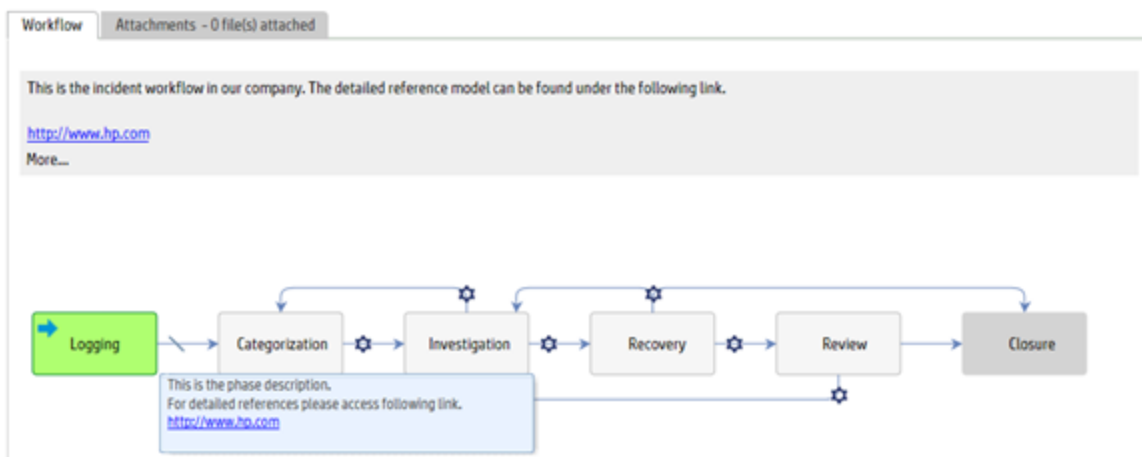 Workflow
Attachments - 0 file(s) attached
This is the incident workflow in our company. The detailed reference model can be found under the following link.
http://www.hp.com
More...
Logging
Categorization
Investigation
Recovery
Review
Closure
This is the phase description.
For detailed references please access following link.
http://www.hp.com